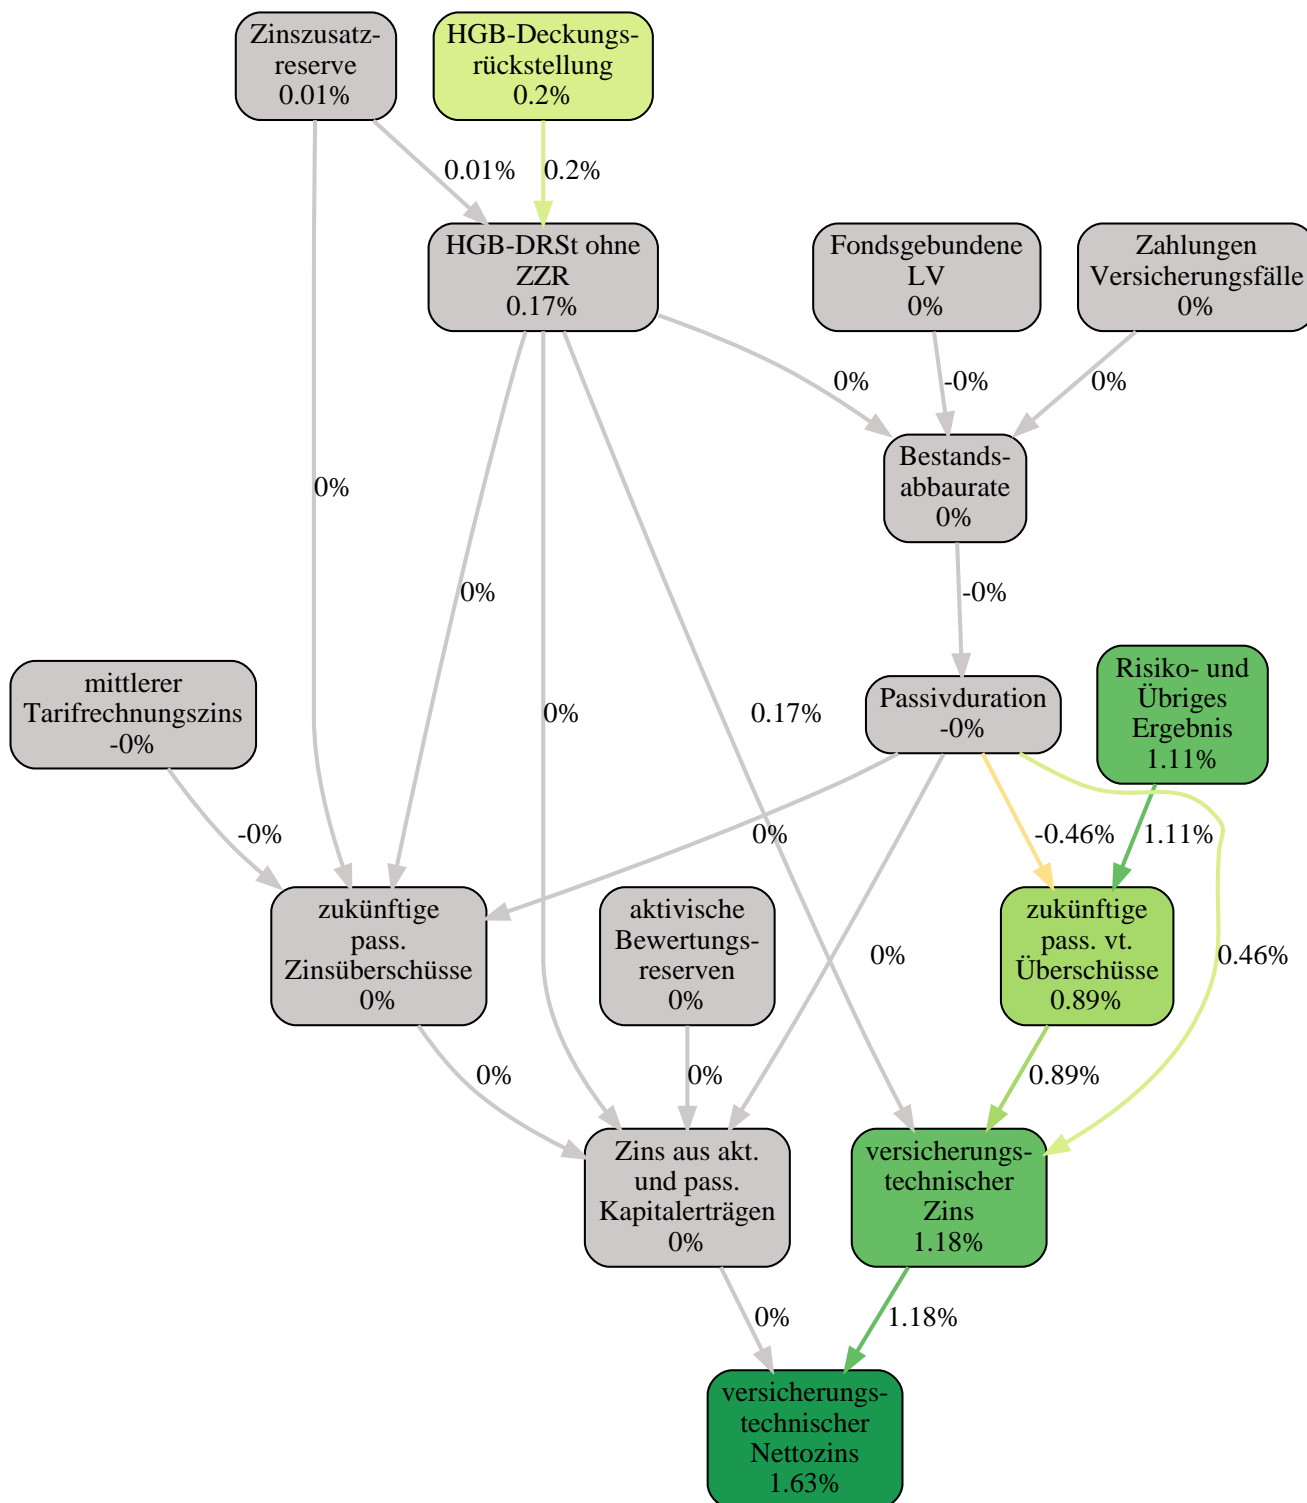 Zinszusatz-
reserve
0.01%
HGB-Deckungs-
rückstellung
0.2%
0.01%
0.2%
HGB-DRSt ohne
ZZR
0.17%
Fondsgebundene
LV
0%
Zahlungen
Versicherungsfälle
0%
0%
-0%
0%
Bestands-
abbaurate
0%
0%
0%
-0%
mittlerer
Tarifrechnungszins
-0%
0%
0.17%
Passivduration
-0%
Risiko- und
Übriges
Ergebnis
1.11%
-0%
0%
-0.46%
1.11%
zukünftige
pass.
Zinsüberschüsse
0%
aktivische
Bewertungs-
reserven
0%
0%
zukünftige
pass. vt.
Überschüsse
0.89%
0.46%
0%
0%
0.89%
Zins aus akt.
und pass.
Kapitalerträgen
0%
versicherungs-
technischer
Zins
1.18%
0%
1.18%
versicherungs-
technischer
Nettozins
1.63%